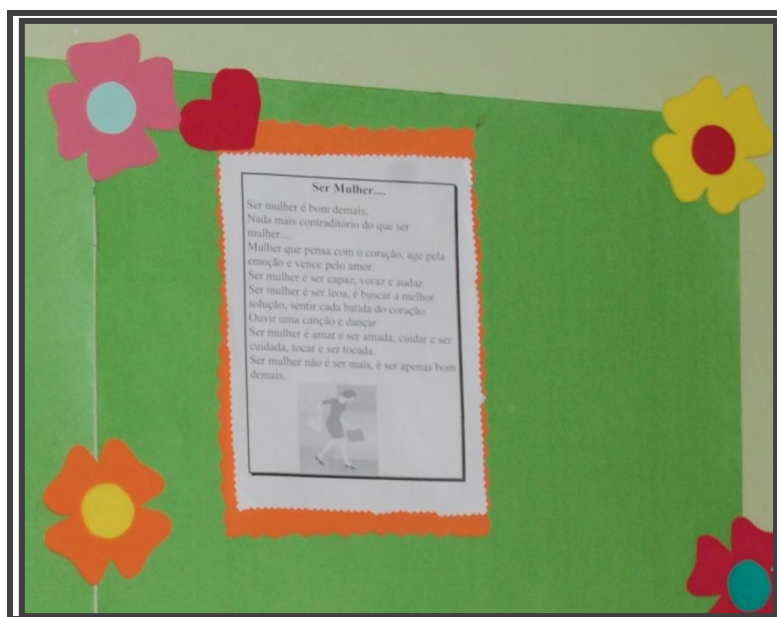 Ser Mulher....
Ser mulher é bom demais,
Nada mais contraditório do que ser
mulher....
Mulher que pensa com o coração, age pela
emoção e vence pelo amor.
Ser mulher é ser capaz, voraz e audaz
Ser mulher é ser leoa, é buscar a melhor
solução, sentir cada batida do coração
Ouvir uma canção e dançar
Ser mulher é amar e ser amada, cuidar e ser
cuidada, tocar e ser tocada.
Ser mulher não é ser mais, é ser apenas bom
demais.